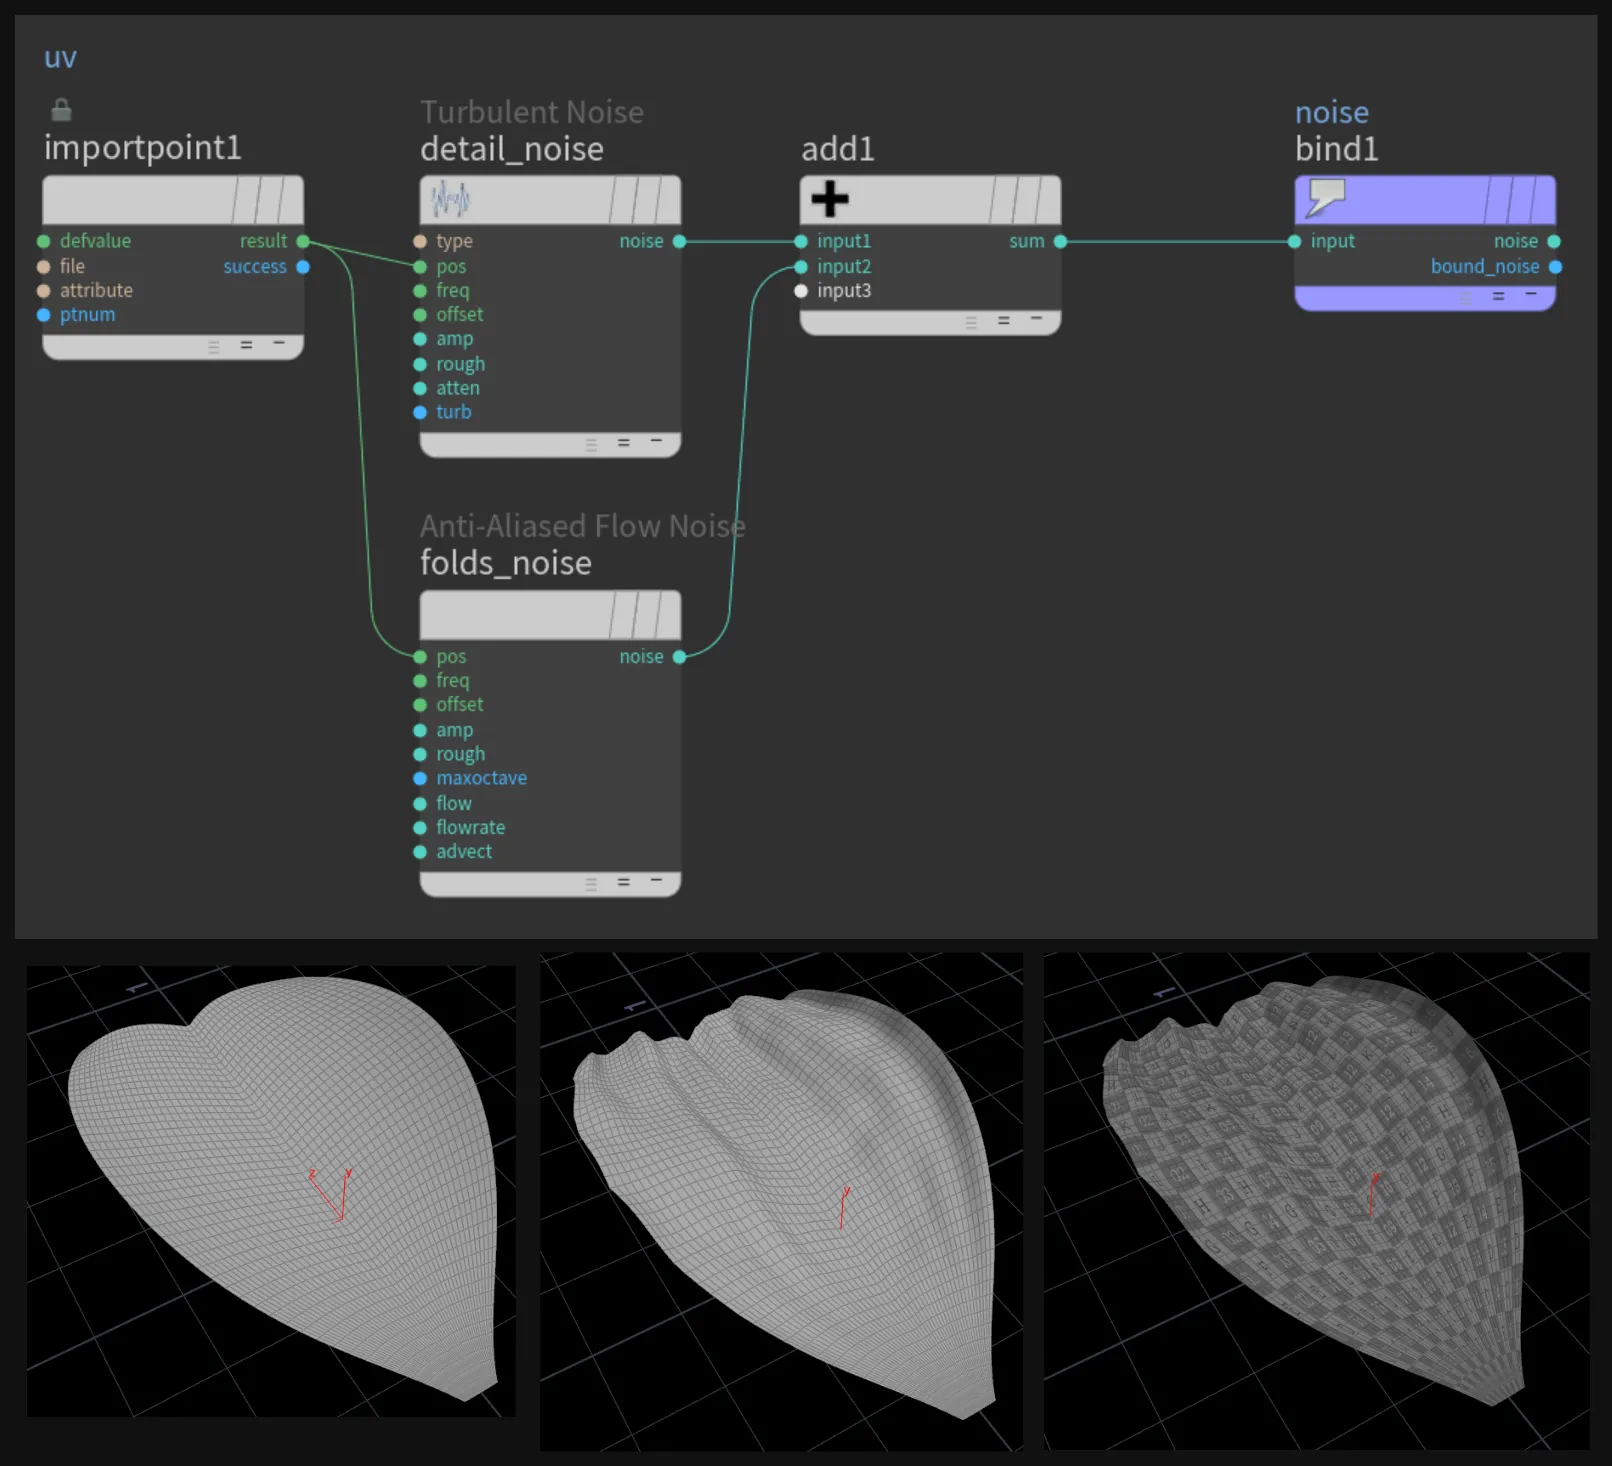 uv
importpoint1
defvalue
result
file
success
attribute
ptnum
Turbulent Noise
detail_noise
type
noise
pos
freq
offset
amp
rough
atten
turb
add1
input1
sum
input2
input3
noise
bind1
input
noise
bound_noise
Anti-Aliased Flow Noise
folds_noise
pos
noise
freq
offset
amp
rough
maxoctave
flow
flowrate
advect
z y
y
y